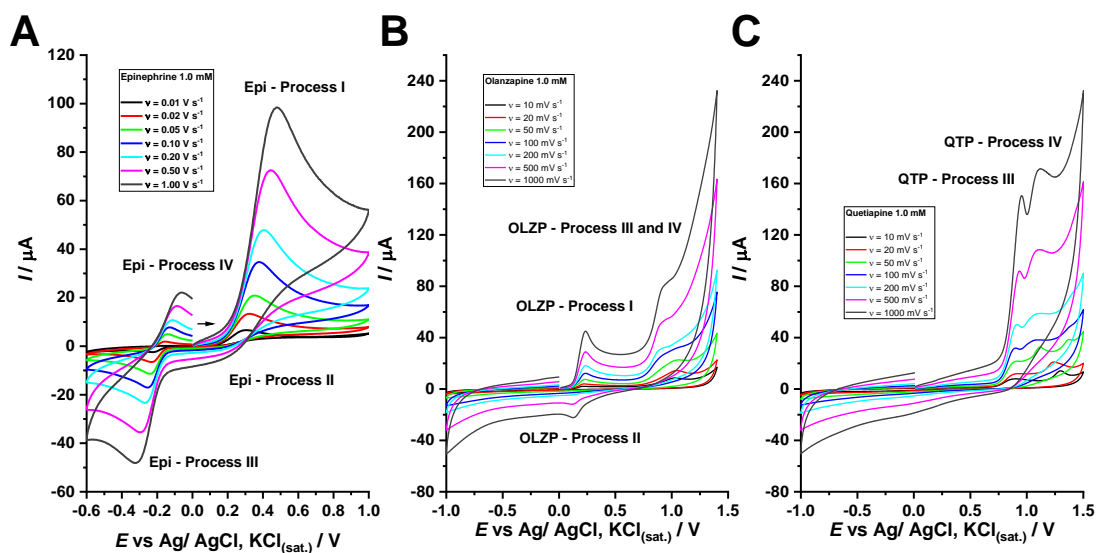 A
120
100
80
60
40
20
0
-20
-40
-60
I / μA
Epinephrine 1.0 mM
ν = 0.01 V s⁻¹
ν = 0.02 V s⁻¹
ν = 0.05 V s⁻¹
ν = 0.10 V s⁻¹
ν = 0.20 V s⁻¹
ν = 0.50 V s⁻¹
ν = 1.00 V s⁻¹
Epi - Process I
Epi - Process IV
Epi - Process II
Epi - Process III
-0.6 -0.4 -0.2 0.0 0.2 0.4 0.6 0.8 1.0
E vs Ag/ AgCl, KCl(sat.) / V
B
240
200
160
120
80
40
0
-40
-80
I / μA
Olanzapine 1.0 mM
ν = 10 mV s⁻¹
ν = 20 mV s⁻¹
ν = 50 mV s⁻¹
ν = 100 mV s⁻¹
ν = 200 mV s⁻¹
ν = 500 mV s⁻¹
ν = 1000 mV s⁻¹
OLZP - Process III and IV
OLZP - Process I
OLZP - Process II
-1.0 -0.5 0.0 0.5 1.0 1.5
E vs Ag/ AgCl, KCl(sat.) / V
C
240
200
160
120
80
40
0
-40
-80
I / μA
QTP - Process IV
QTP - Process III
Quetiapine 1.0 mM
ν = 10 mV s⁻¹
ν = 20 mV s⁻¹
ν = 50 mV s⁻¹
ν = 100 mV s⁻¹
ν = 200 mV s⁻¹
ν = 500 mV s⁻¹
ν = 1000 mV s⁻¹
-1.0 -0.5 0.0 0.5 1.0 1.5
E vs Ag/ AgCl, KCl(sat.) / V